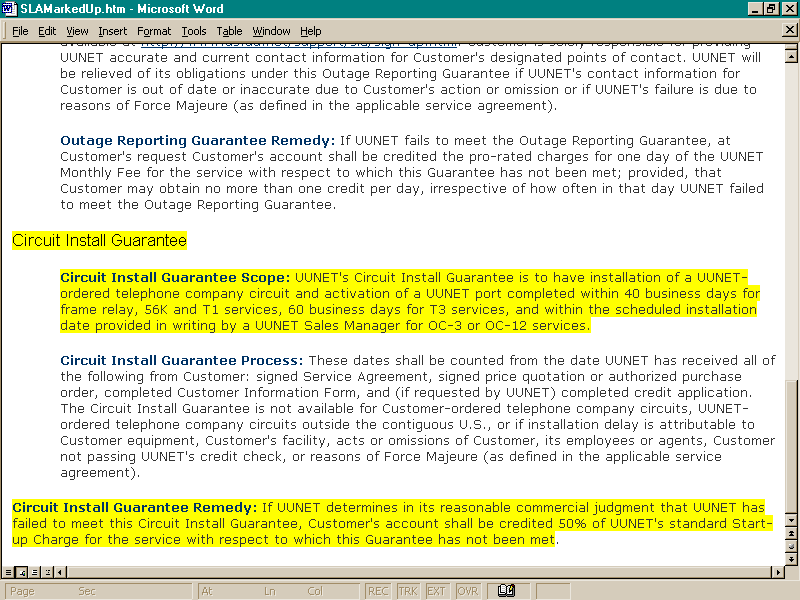 SLAMarkedUp.htm - Microsoft Word
File Edit View Insert Format Tools Table Window Help
Customer is solely responsible for providing
UUNET accurate and current contact information for Customer's designated points of contact. UUNET will
be relieved of its obligations under this Outage Reporting Guarantee if UUNET's contact information for
Customer is out of date or inaccurate due to Customer's action or omission or if UUNET's failure is due to
reasons of Force Majeure (as defined in the applicable service agreement).
Outage Reporting Guarantee Remedy: If UUNET fails to meet the Outage Reporting Guarantee, at
Customer's request Customer's account shall be credited the pro-rated charges for one day of the UUNET
Monthly Fee for the service with respect to which this Guarantee has not been met; provided, that
Customer may obtain no more than one credit per day, irrespective of how often in that day UUNET failed
to meet the Outage Reporting Guarantee.
Circuit Install Guarantee
Circuit Install Guarantee Scope: UUNET's Circuit Install Guarantee is to have installation of a UUNET-
ordered telephone company circuit and activation of a UUNET port completed within 40 business days for
frame relay, 56K and T1 services, 60 business days for T3 services, and within the scheduled installation
date provided in writing by a UUNET Sales Manager for OC-3 or OC-12 services.
Circuit Install Guarantee Process: These dates shall be counted from the date UUNET has received all of
the following from Customer: signed Service Agreement, signed price quotation or authorized purchase
order, completed Customer Information Form, and (if requested by UUNET) completed credit application.
The Circuit Install Guarantee is not available for Customer-ordered telephone company circuits, UUNET-
ordered telephone company circuits outside the contiguous U.S., or if installation delay is attributable to
Customer equipment, Customer's facility, acts or omissions of Customer, its employees or agents, Customer
not passing UUNET's credit check, or reasons of Force Majeure (as defined in the applicable service
agreement).
Circuit Install Guarantee Remedy: If UUNET determines in its reasonable commercial judgment that UUNET has
failed to meet this Circuit Install Guarantee, Customer's account shall be credited 50% of UUNET's standard Start-
up Charge for the service with respect to which this Guarantee has not been met.
Page Sec At Ln Col REC TRK EXT OVR